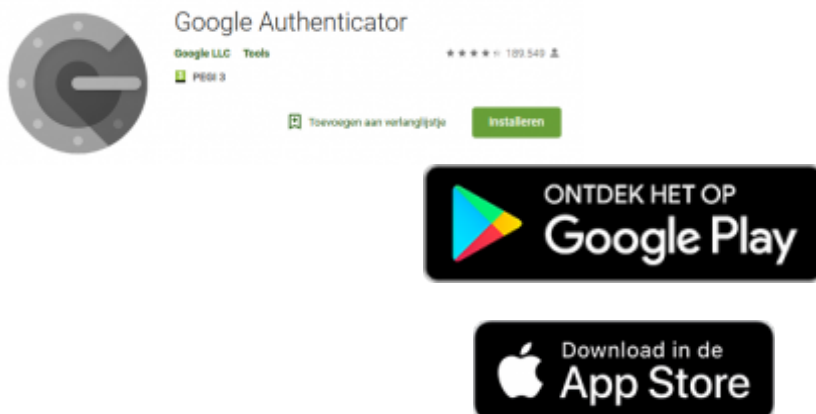 Google Authenticator
Google LLC Tools
189.549
PEGI 3
Toevoegen aan verlanglijstje
Installeren
ONTDEK HET OP
Google Play
Download in de
App Store